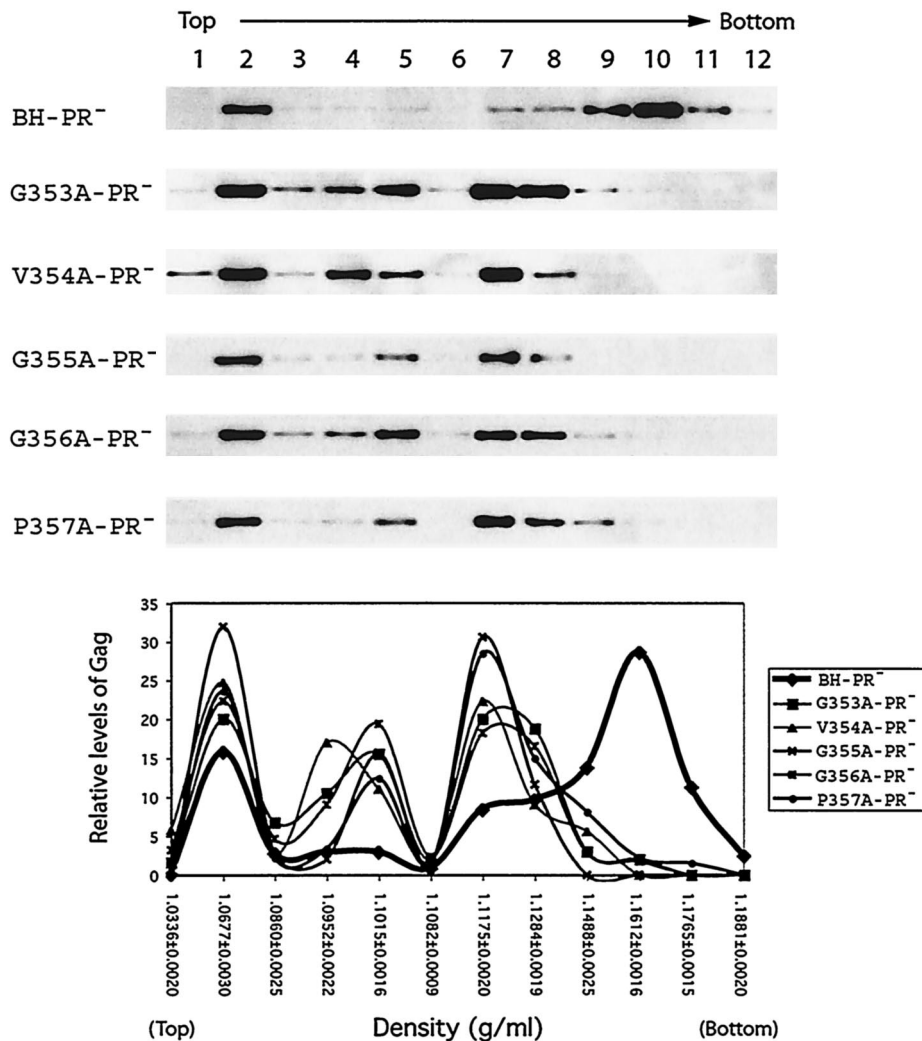 Top Bottom
1 2 3 4 5 6 7 8 9 10 11 12
BH-PR⁻
G353A-PR⁻
V354A-PR⁻
G355A-PR⁻
G356A-PR⁻
P357A-PR⁻
35
30
25
20
15
10
5
0
Relative levels of Gag
BH-PR⁻
G353A-PR⁻
V354A-PR⁻
G355A-PR⁻
G356A-PR⁻
P357A-PR⁻
1.0336±0.0020
1.0677±0.0030
1.0860±0.0025
1.0952±0.0022
1.1015±0.0016
1.1082±0.0009
1.1175±0.0020
1.1284±0.0019
1.1488±0.0025
1.1612±0.0016
1.1765±0.0015
1.1881±0.0020
(Top) Density (g/ml) (Bottom)